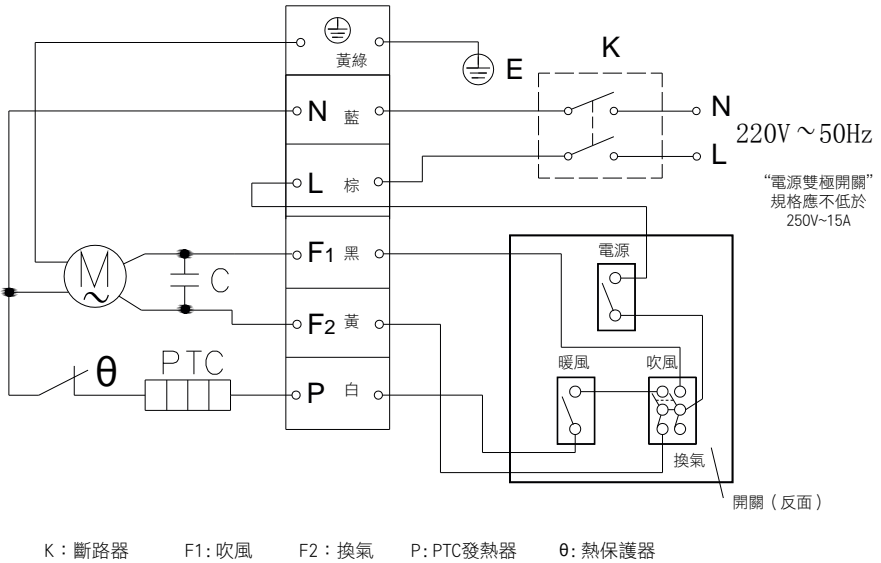 黃綠
E
K
N 藍
N
220V～50Hz
L 棕
L
“電源雙極開關”
規格應不低於
250V~15A
F1 黑
電源
M
～
C
F2 黃
暖風
吹風
θ
PTC
P 白
換氣
開關（反面）
K：斷路器 F1:吹風 F2：換氣 P:PTC發熱器 θ:熱保護器